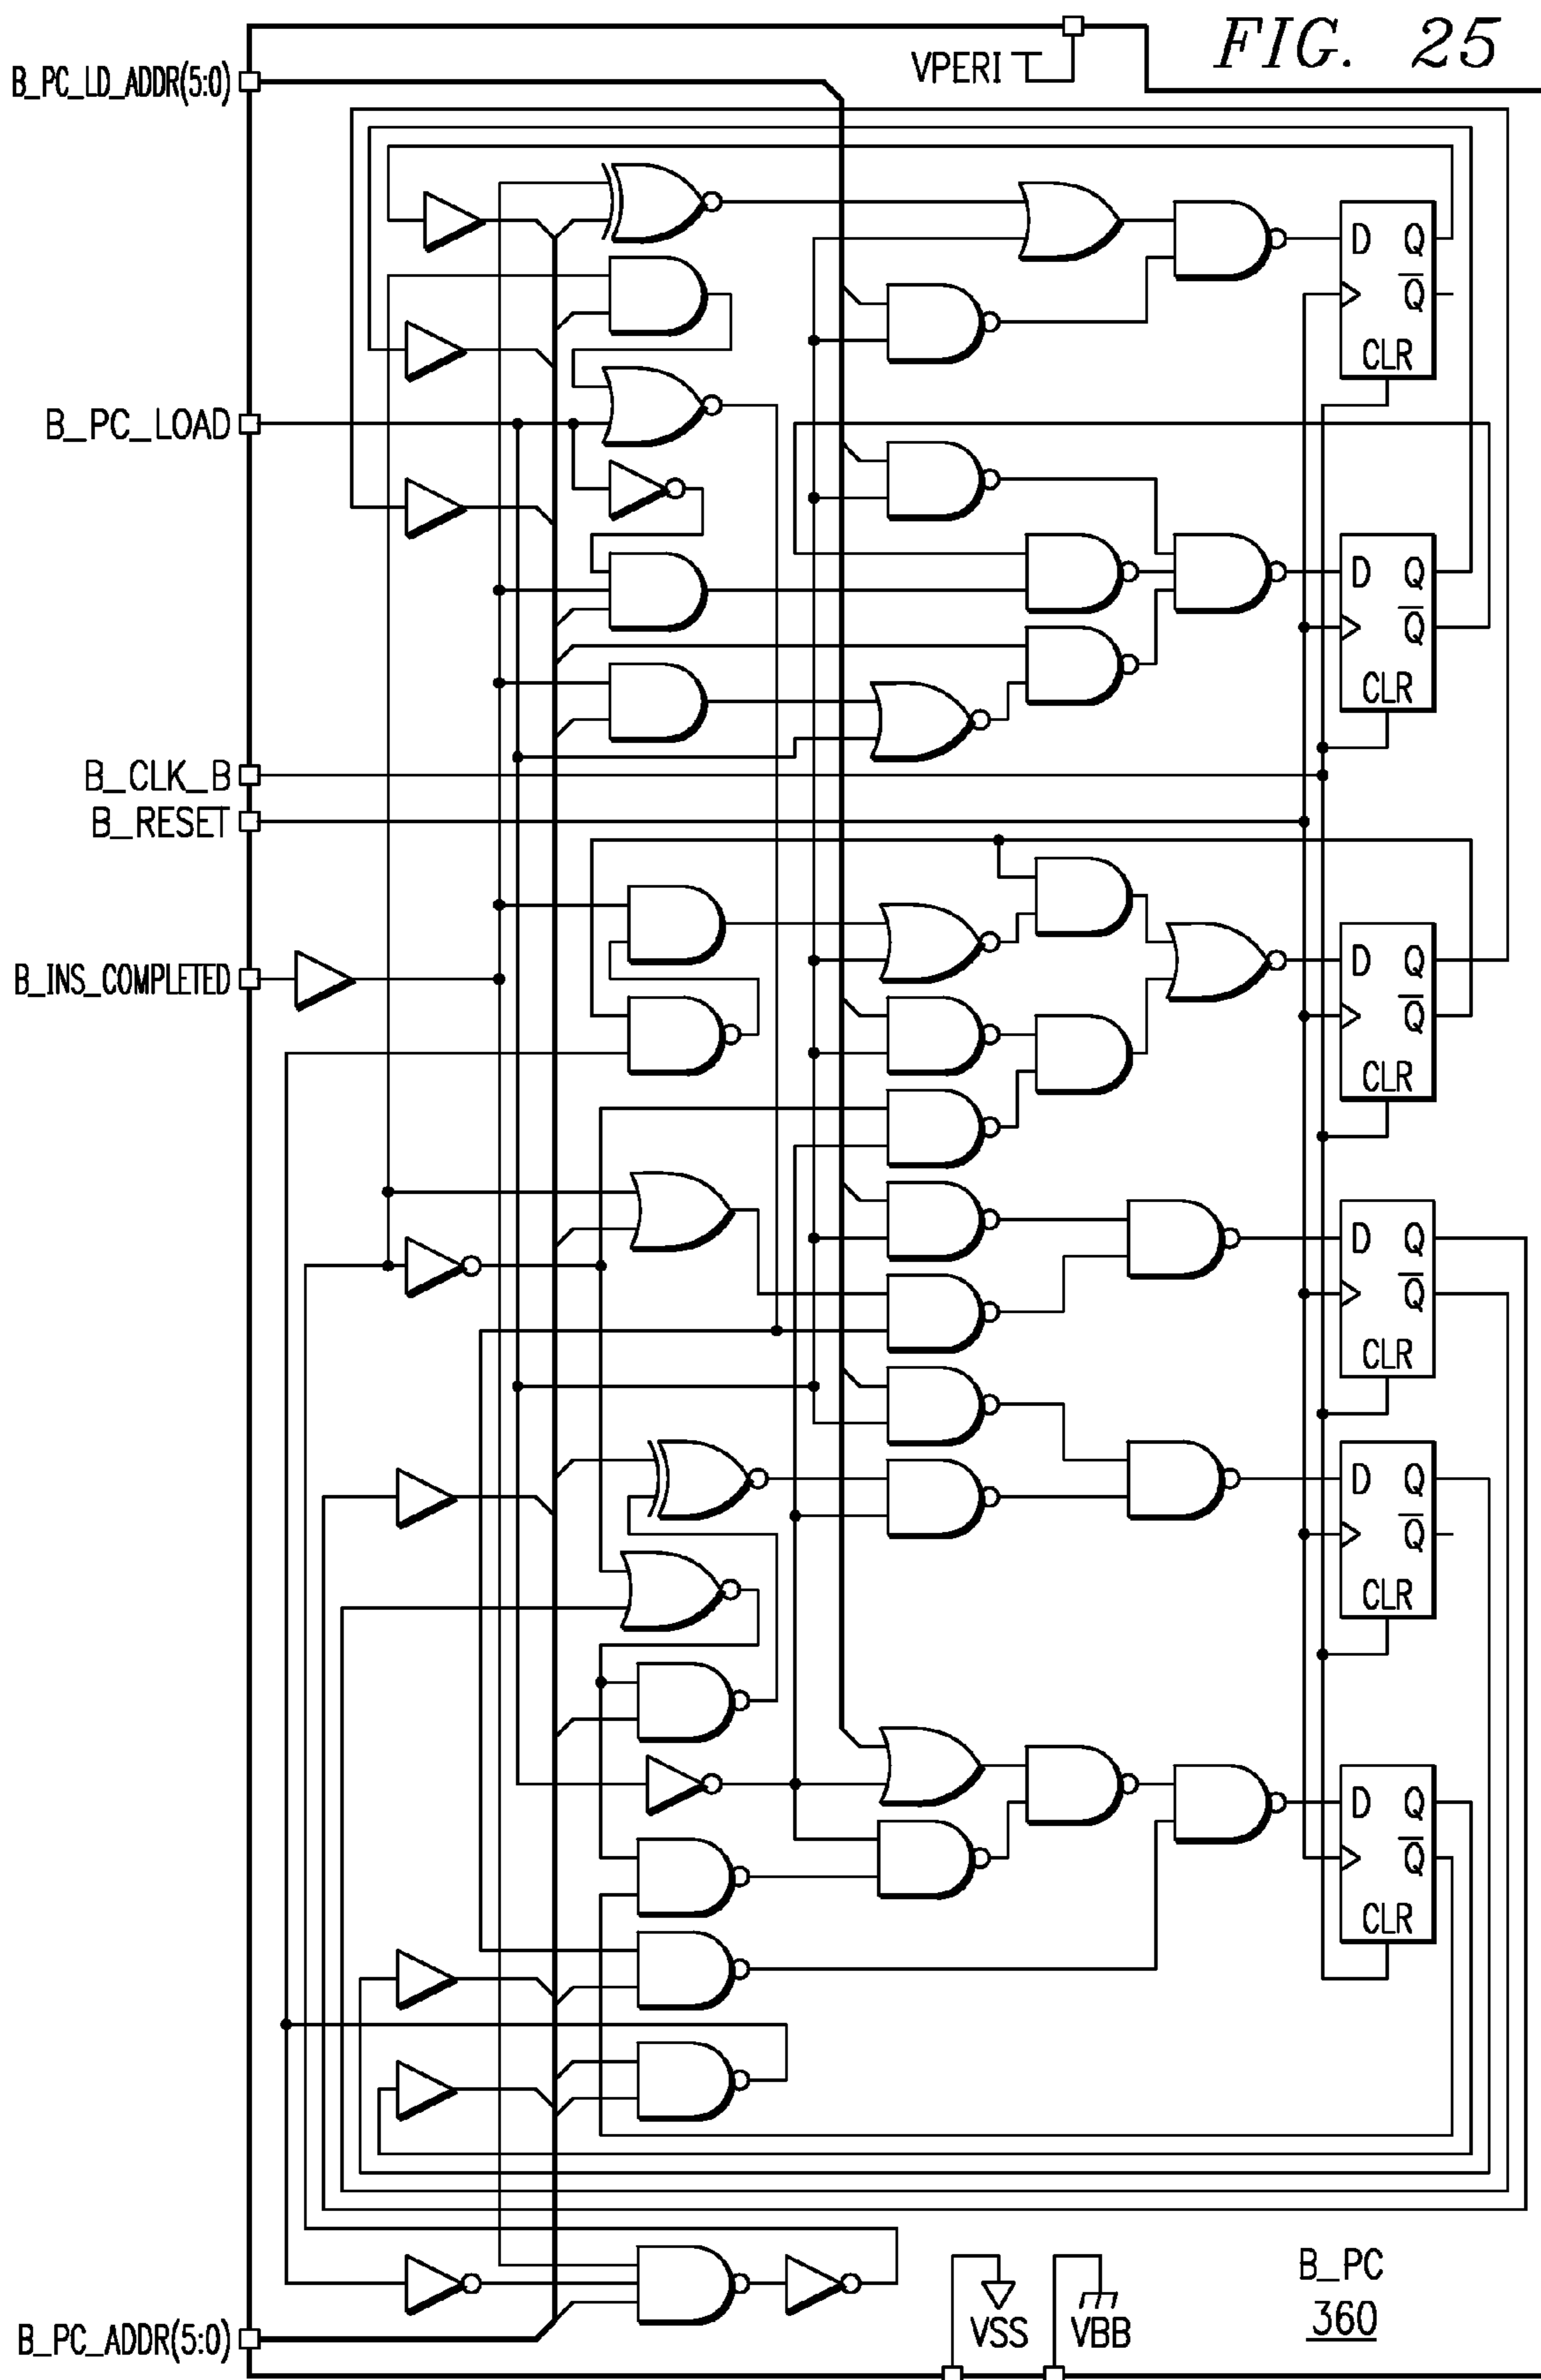 FIG. 25
VPERI
B_PC_LD_ADDR(5:0)
D Q
Q
CLR
B_PC_LOAD
D Q
Q
CLR
B_CLK_B
B_RESET
B_INS_COMPLETED
D Q
Q
CLR
D Q
Q
CLR
D Q
Q
CLR
D Q
Q
CLR
B_PC
360
VSS
VBB
B_PC_ADDR(5:0)